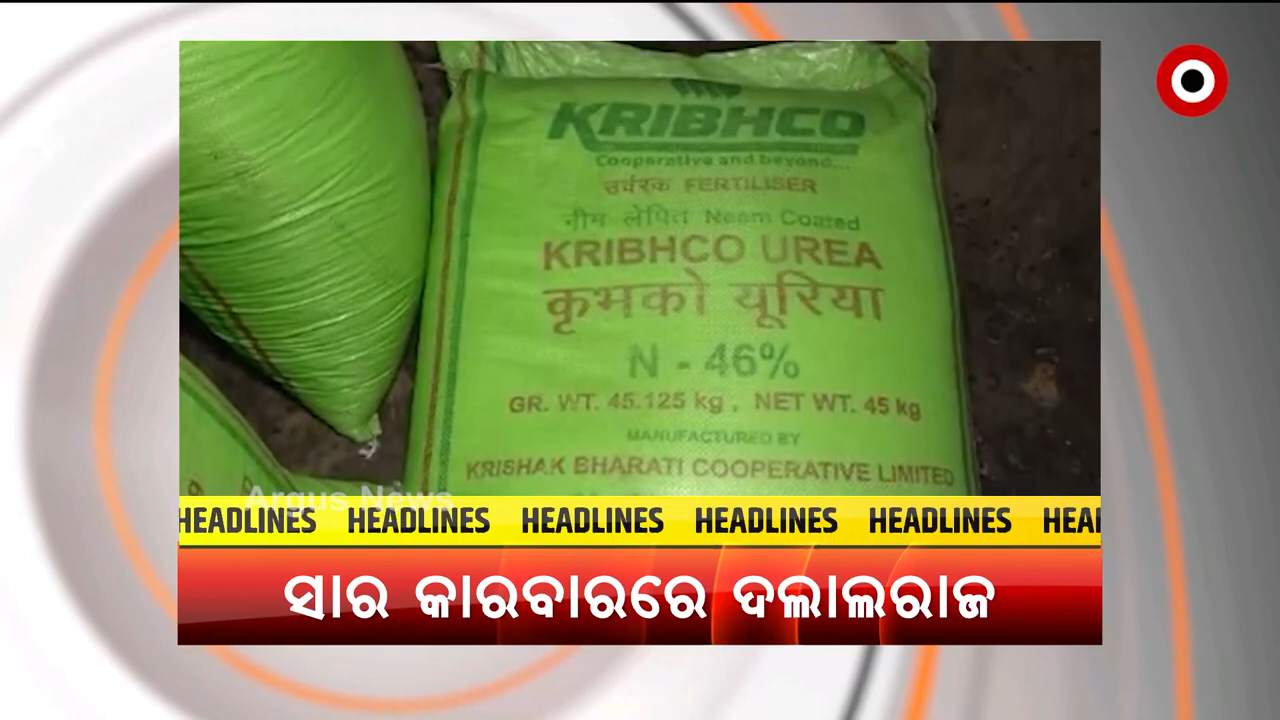 KRIBHCO
Cooperative and beyond...
उर्वरक FERTILISER
नीम लेपित Neem Coated
KRIBHCO UREA
कृभको यूरिया
N - 46%
GR. WT. 45.125 kg , NET WT. 45 kg
MANUFACTURED BY
KRISHAK BHARATI COOPERATIVE LIMITED
Argus News
HEADLINES HEADLINES HEADLINES HEADLINES HEADLINES HEA
ସାର କାରବାରରେ ଦଲାଲରାଜ